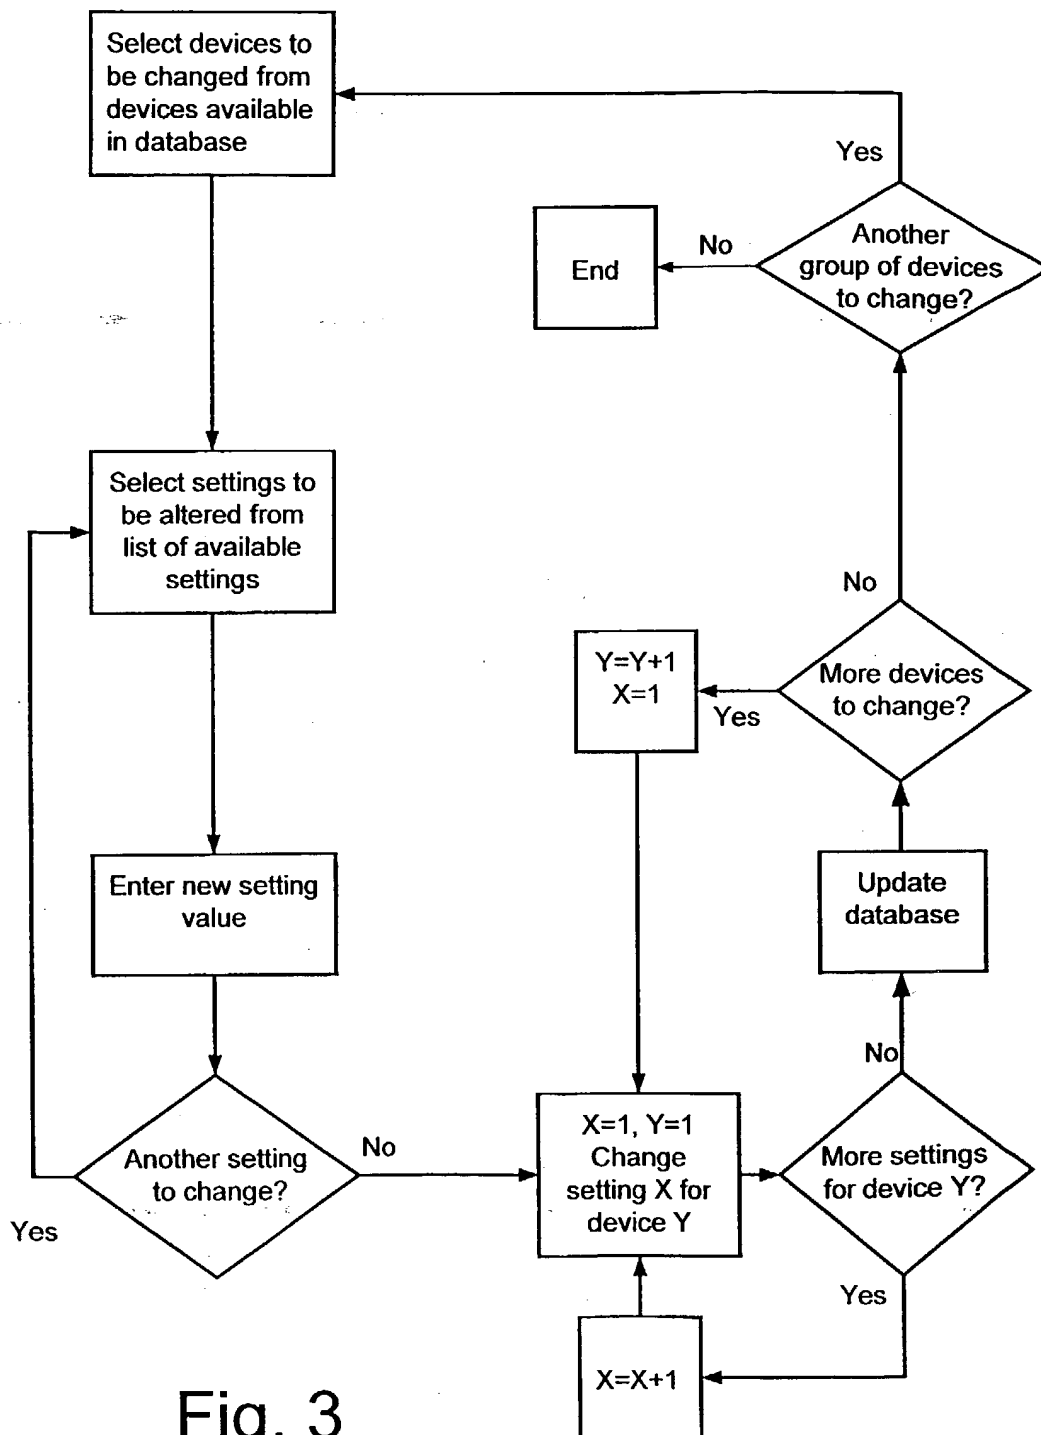 Select devices to
be changed from
devices available
in database
Yes
Another
group of devices
to change?
No
End
Select settings to
be altered from
list of available
settings
No
More devices
to change?
Yes
Y=Y+1
X=1
Enter new setting
value
Update
database
No
Another setting
to change?
No
Yes
X=1, Y=1
Change
setting X for
device Y
More settings
for device Y?
Yes
X=X+1
Fig. 3